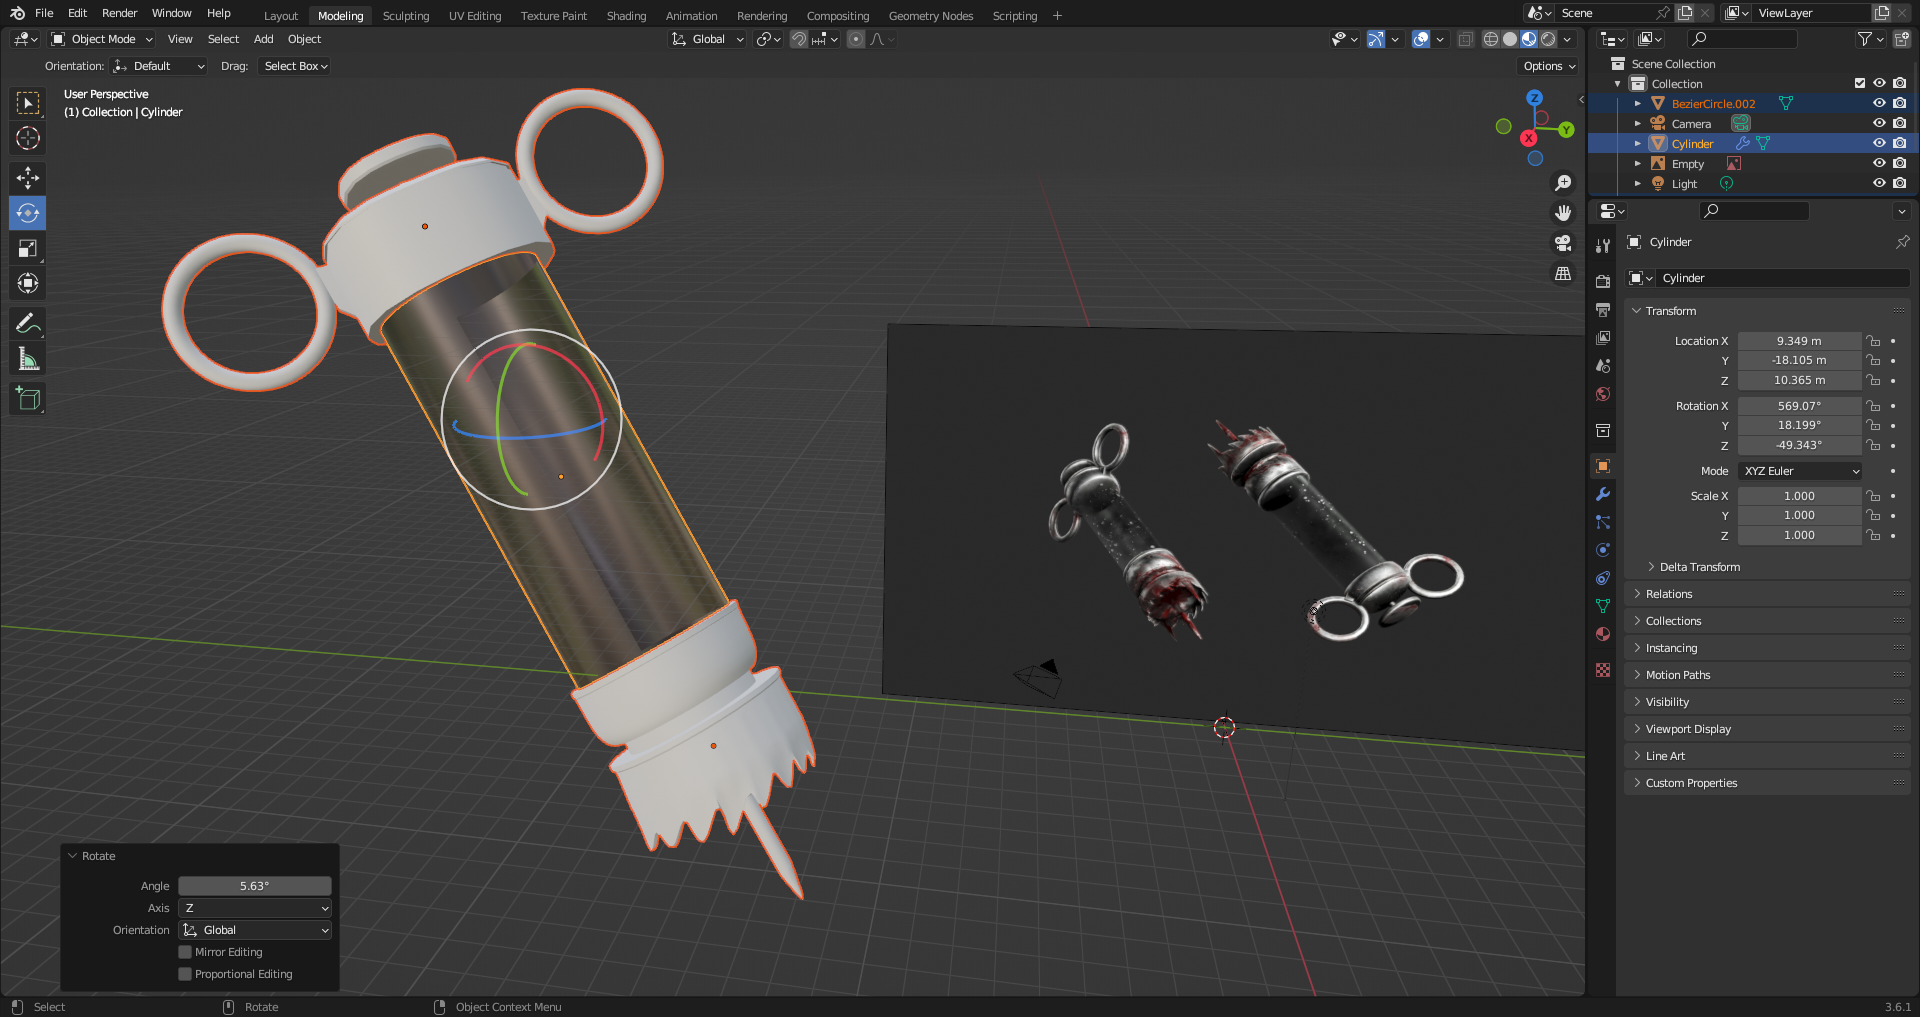 File Edit Render Window Help Layout Modeling Sculpting UV Editing Texture Paint Shading Animation Rendering Compositing Geometry Nodes Scripting + Scene ViewLayer
Object Mode View Select Add Object Global
Orientation: Default Drag: Select Box Options
User Perspective
(1) Collection | Cylinder
Z
Y
X
Scene Collection
Collection
BezierCircle.002
Camera
Cylinder
Empty
Light
Cylinder
Cylinder
Transform
Location X 9.349 m
Y -18.105 m
Z 10.365 m
Rotation X 569.07°
Y 18.199°
Z -49.343°
Mode XYZ Euler
Scale X 1.000
Y 1.000
Z 1.000
Delta Transform
Relations
Collections
Instancing
Motion Paths
Visibility
Viewport Display
Line Art
Custom Properties
Rotate
Angle 5.63°
Axis Z
Orientation Global
Mirror Editing
Proportional Editing
Select Rotate Object Context Menu 3.6.1